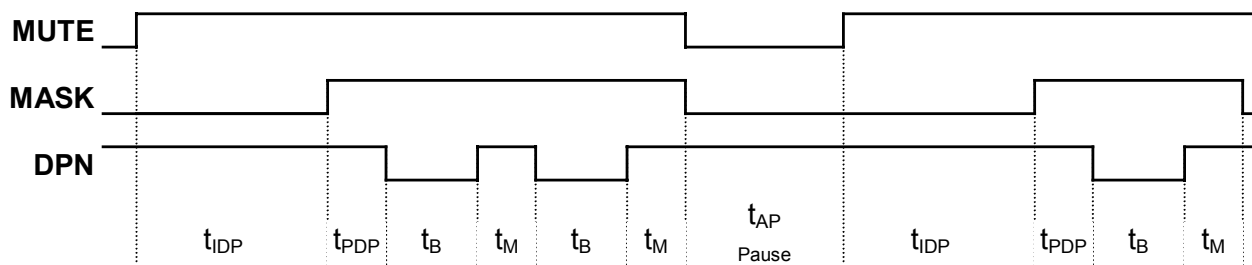 MUTE
MASK
DPN
tIDP tPDP tB tM tB tM tAP tIDP tPDP tB tM
Pause